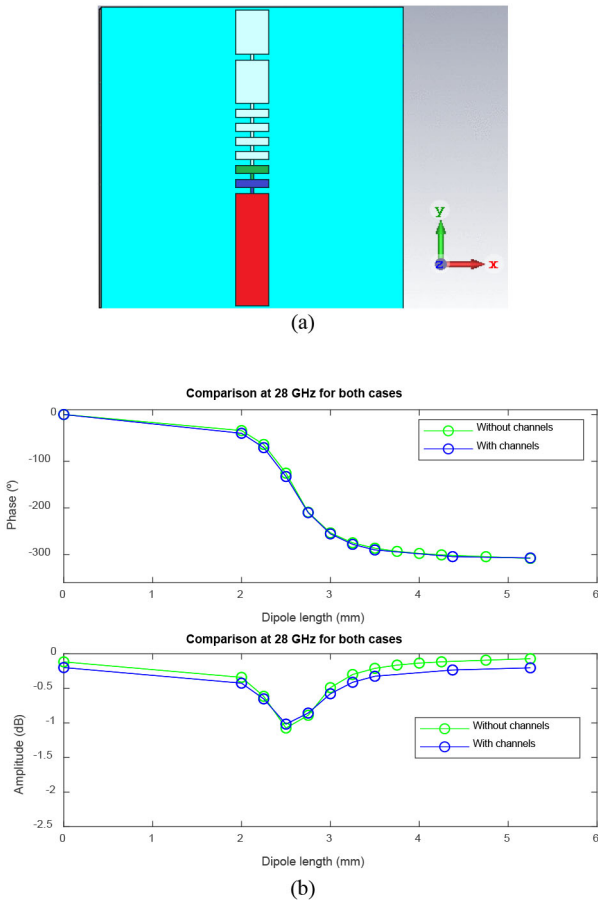 y
z
x
(a)
Comparison at 28 GHz for both cases
Without channels
With channels
0
-100
-200
-300
Phase (º)
0 1 2 3 4 5 6
Dipole length (mm)
Comparison at 28 GHz for both cases
0
-0.5
-1
-1.5
-2
-2.5
Amplitude (dB)
Without channels
With channels
0 1 2 3 4 5 6
Dipole length (mm)
(b)